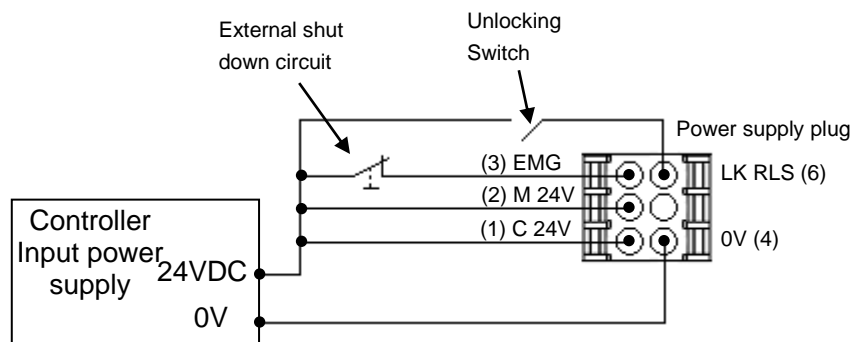 External shut
down circuit
Unlocking
Switch
Power supply plug
(3) EMG
LK RLS (6)
(2) M 24V
(1) C 24V
0V (4)
Controller
Input power
supply
24VDC
0V